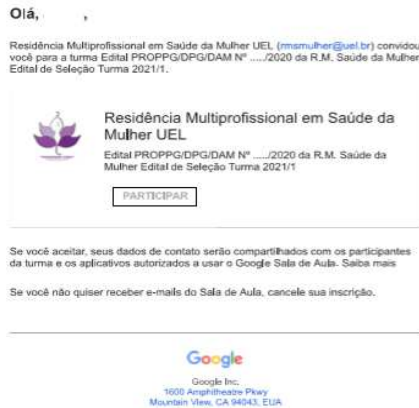 Olá, ,
Residência Multiprofissional em Saúde da Mulher UEL (rmsmulher@uel.br) convidou
você para a turma Edital PROPPG/DPG/DAM Nº ...../2020 da R.M. Saúde da Mulher
Edital de Seleção Turma 2021/1.
Residência Multiprofissional em Saúde da
Mulher UEL
Edital PROPPG/DPG/DAM Nº ...../2020 da R.M. Saúde da
Mulher Edital de Seleção Turma 2021/1
PARTICIPAR
Se você aceitar, seus dados de contato serão compartilhados com os participantes
da turma e os aplicativos autorizados a usar o Google Sala de Aula. Saiba mais
Se você não quiser receber e-mails do Sala de Aula, cancele sua inscrição.
Google
Google Inc.
1600 Amphitheatre Pkwy
Mountain View, CA 94043, EUA